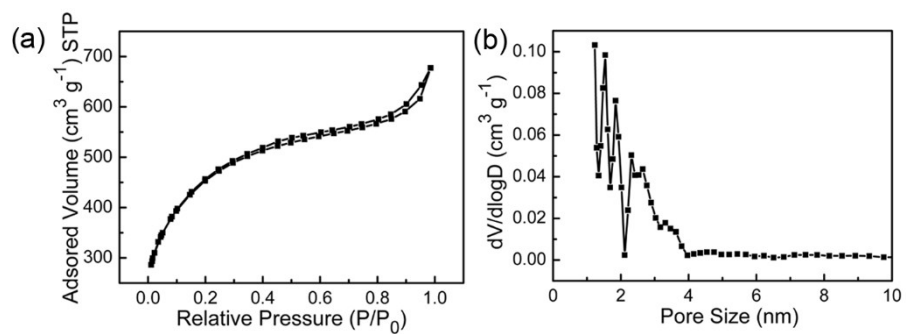 (a)
Adsored Volume (cm³ g⁻¹) STP
700
600
500
400
300
0.0 0.2 0.4 0.6 0.8 1.0
Relative Pressure (P/P₀)
(b)
dV/dlogD (cm³ g⁻¹)
0.10
0.08
0.06
0.04
0.02
0.00
0 2 4 6 8 10
Pore Size (nm)